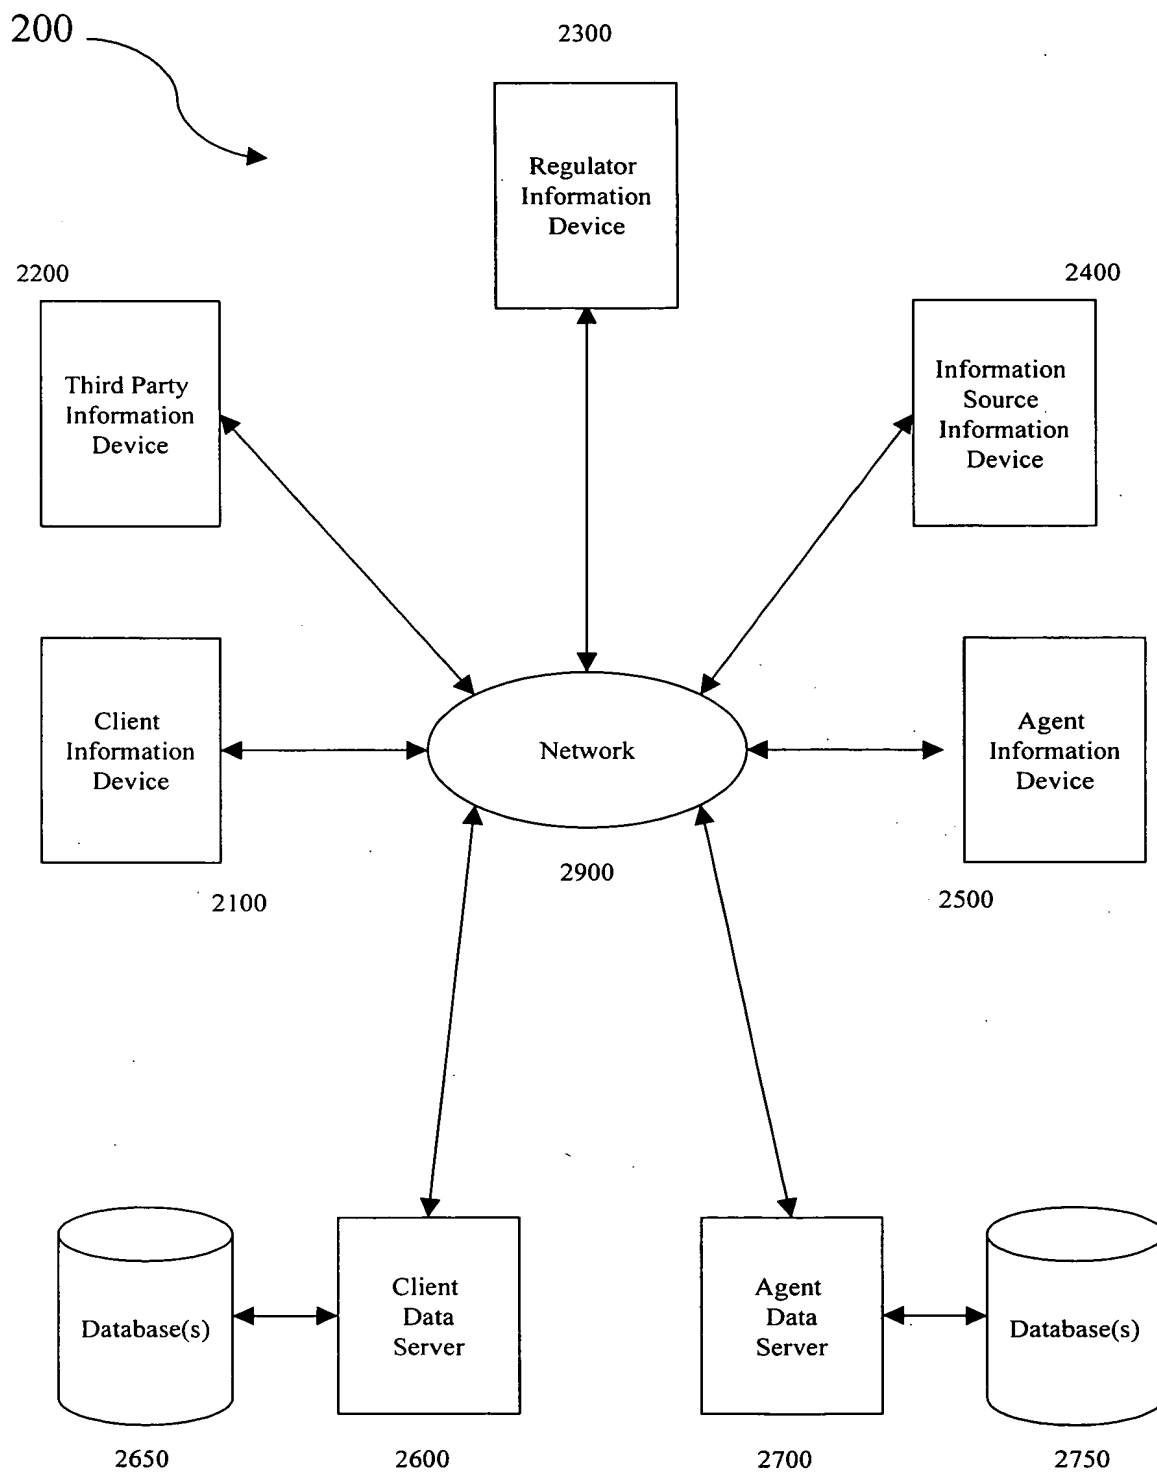 200
2300
Regulator
Information
Device
2200
2400
Third Party
Information
Device
Information
Source
Information
Device
Client
Information
Device
Network
Agent
Information
Device
2100
2900
2500
Database(s)
Client
Data
Server
Agent
Data
Server
Database(s)
2650
2600
2700
2750